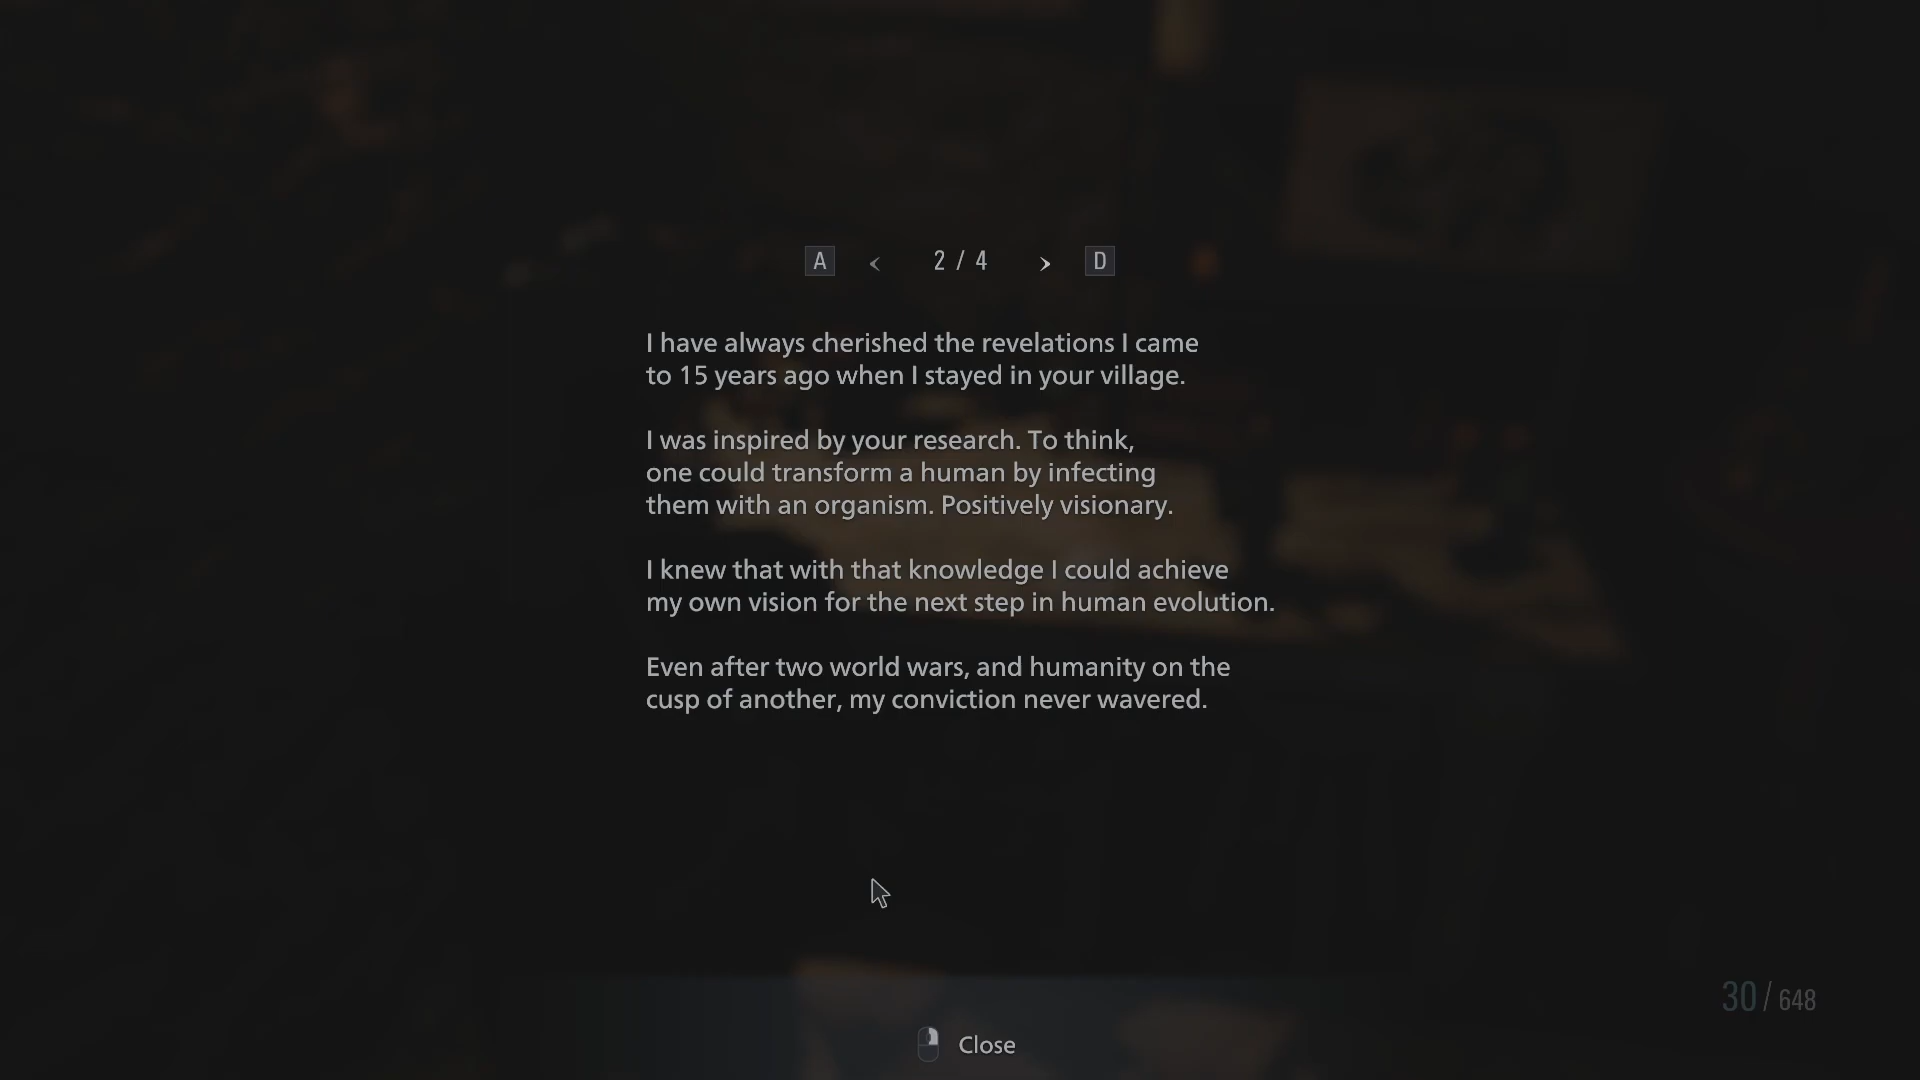 A < 2 / 4 > D
I have always cherished the revelations I came
to 15 years ago when I stayed in your village.
I was inspired by your research. To think,
one could transform a human by infecting
them with an organism. Positively visionary.
I knew that with that knowledge I could achieve
my own vision for the next step in human evolution.
Even after two world wars, and humanity on the
cusp of another, my conviction never wavered.
30 / 648
Close